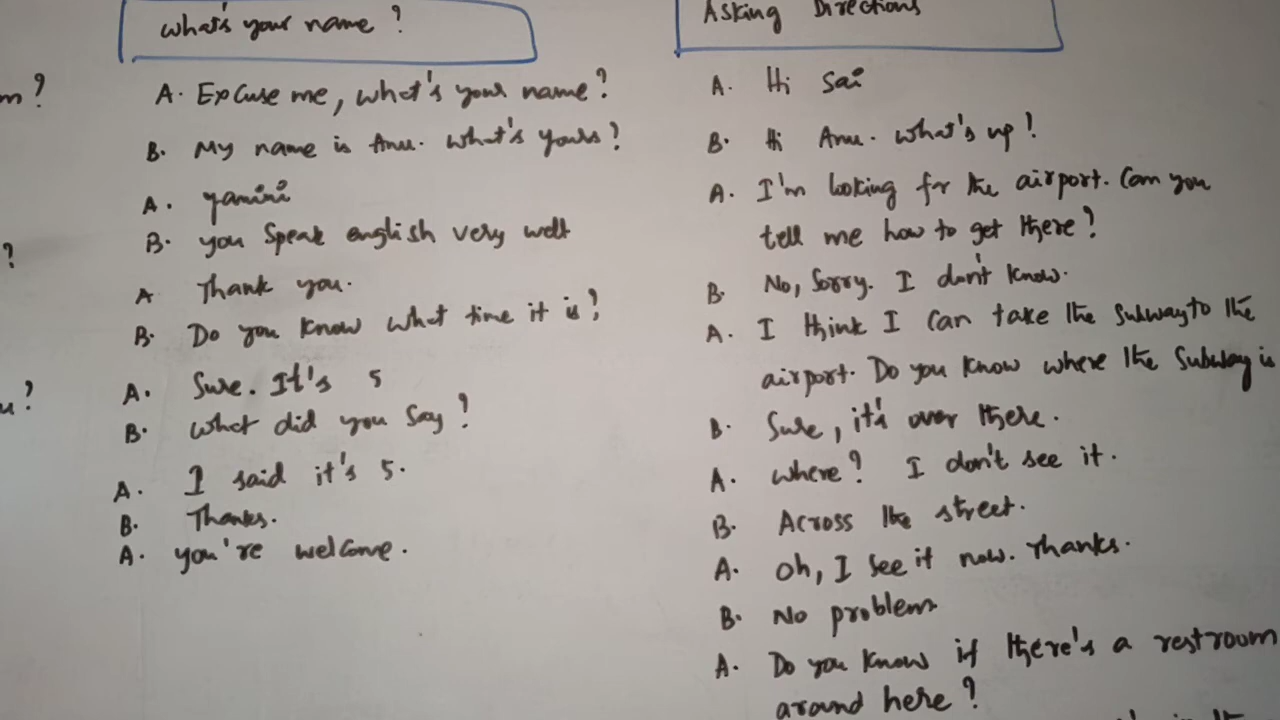 m?
?
u?
what's your name?
A. Excuse me, what's your name?
B. My name is Anu. what's yours?
A. yamini
B. you Speak english very well
A Thank you.
B. Do you know what time it is?
A. Sure. It's 5
B. what did you say?
A. I said it's 5.
B. Thanks.
A. you're welcome.
Asking Directions
A. Hi Sai
B. Hi Anu. what's up!
A. I'm looking for the airport. Can you
tell me how to get there?
B. No, Sorry. I don't know.
A. I think I can take the subway to the
airport. Do you know where the Subway is
B. Sure, it's over there.
A. where? I don't see it.
B. Across the street.
A. oh, I see it now. Thanks.
B. No problem
A. Do you know if there's a restroom
around here?